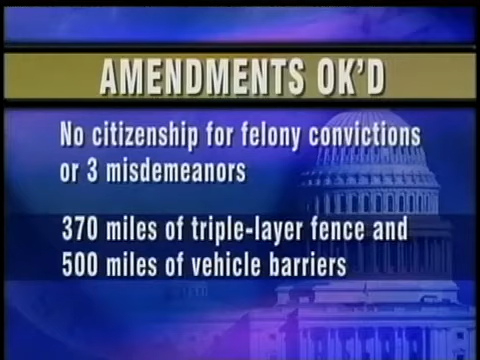 AMENDMENTS OK'D
No citizenship for felony convictions
or 3 misdemeanors
370 miles of triple-layer fence and
500 miles of vehicle barriers